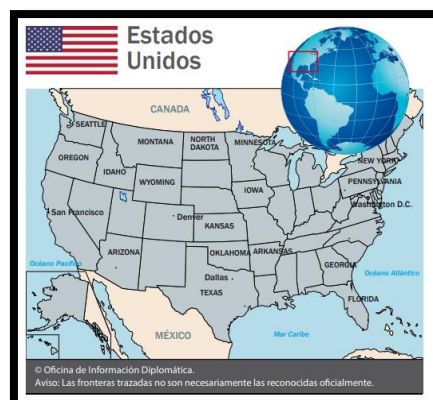 Estados
Unidos
CANADA
SEATTLE
MONTANA
NORTH
DAKOTA
MINNESOTA
OREGON
IDAHO
WYOMING
NEW YORK
IOWA
PENNSYLVANIA
Washington D.C.
San Francisco
Denver
KANSAS
ARIZONA
OKLAHOMA
ARKANSAS
Océano Pacífico
Dallas
TEXAS
GEORGIA
Océano Atlántico
FLORIDA
MÉXICO
Mar Caribe
© Oficina de Información Diplomática.
Aviso: Las fronteras trazadas no son necesariamente las reconocidas oficialmente.